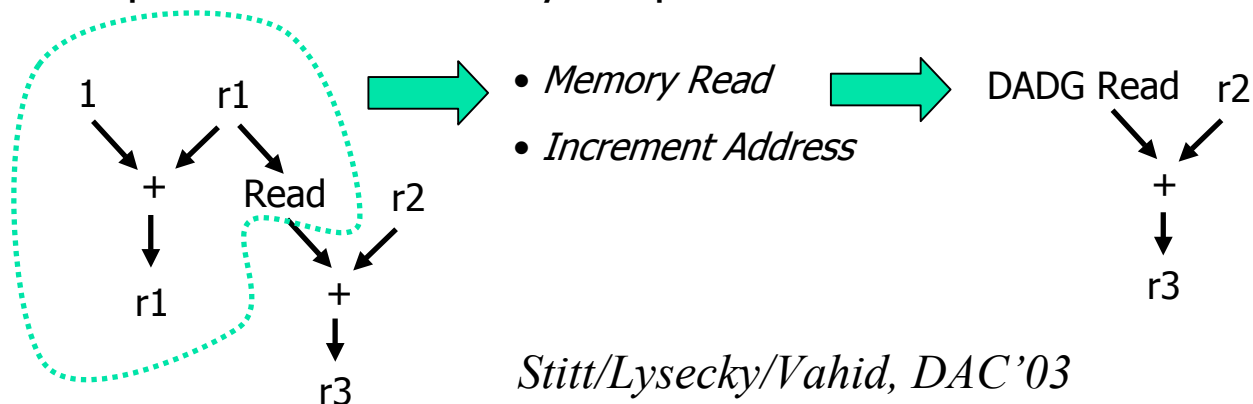 1 r1
+ Read r2
r1 +
r3
• Memory Read
• Increment Address
DADG Read r2
+
r3
Stitt/Lysecky/Vahid, DAC’03